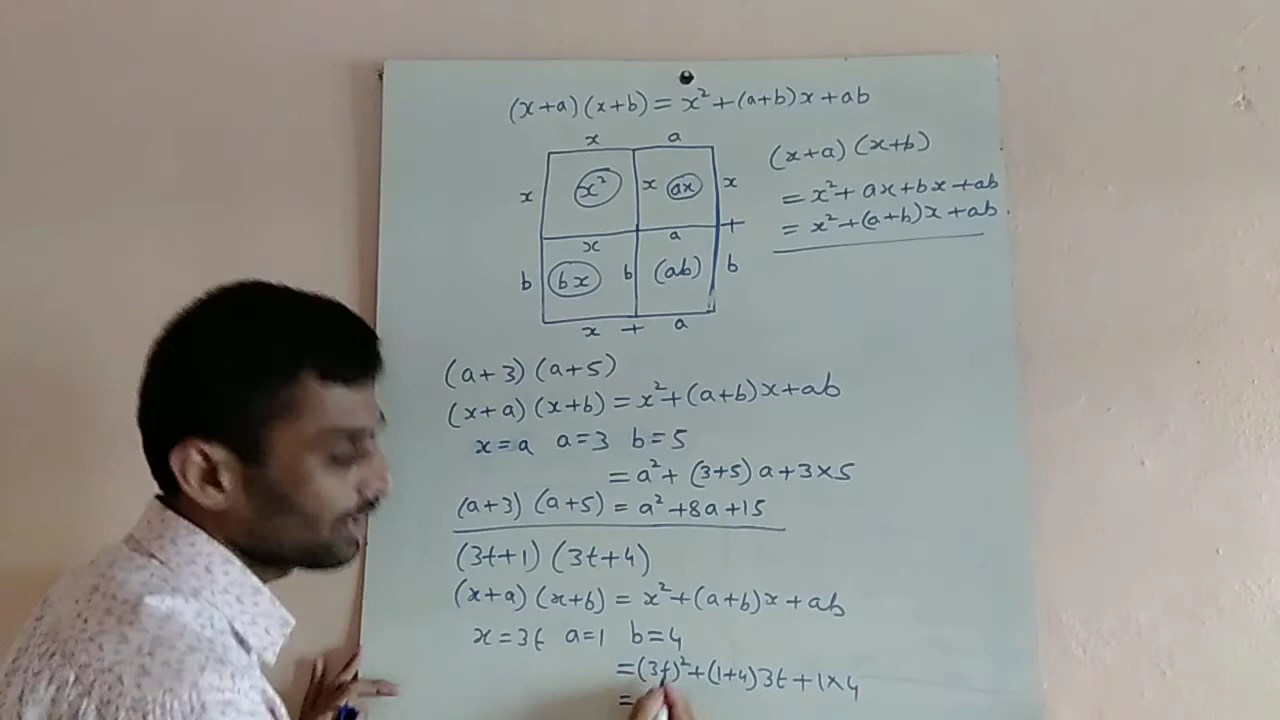 (x+a)(x+b) = x²+(a+b)x+ab
x a
x x² x ax x
x a +
b bx b (ab) b
x + a
(x+a)(x+b)
= x²+ax+bx+ab
= x²+(a+b)x+ab.
(a+3)(a+5)
(x+a)(x+b) = x²+(a+b)x+ab
x=a a=3 b=5
= a²+(3+5)a+3×5
(a+3)(a+5) = a²+8a+15
(3t+1)(3t+4)
(x+a)(x+b) = x²+(a+b)x+ab
x=3t a=1 b=4
=(3t)²+(1+4)3t+1×4
=